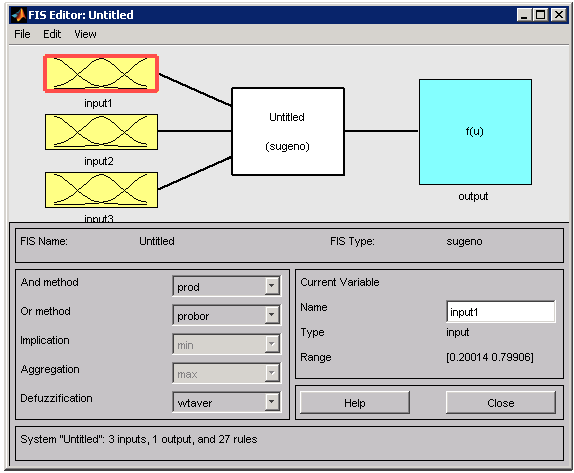 FIS Editor: Untitled
File Edit View
input1
input2
input3
Untitled
(sugeno)
f(u)
output
FIS Name: Untitled FIS Type: sugeno
And method prod
Or method probor
Implication min
Aggregation max
Defuzzification wtaver
Current Variable
Name input1
Type input
Range [0.20014 0.79906]
Help Close
System "Untitled": 3 inputs, 1 output, and 27 rules